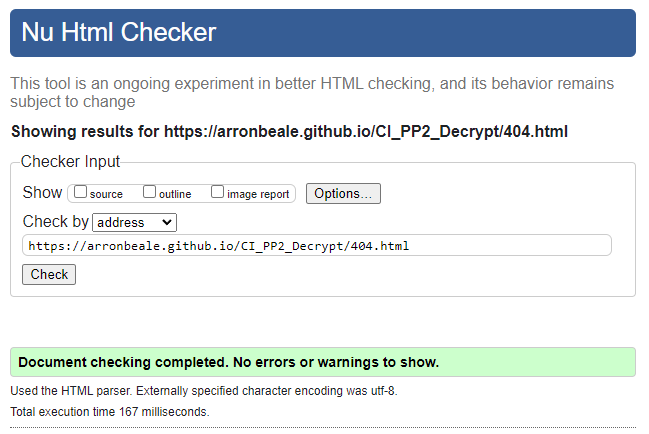 Nu Html Checker
This tool is an ongoing experiment in better HTML checking, and its behavior remains
subject to change
Showing results for https://arronbeale.github.io/CI_PP2_Decrypt/404.html
Checker Input
Show source outline image report Options...
Check by address
https://arronbeale.github.io/CI_PP2_Decrypt/404.html
Check
Document checking completed. No errors or warnings to show.
Used the HTML parser. Externally specified character encoding was utf-8.
Total execution time 167 milliseconds.